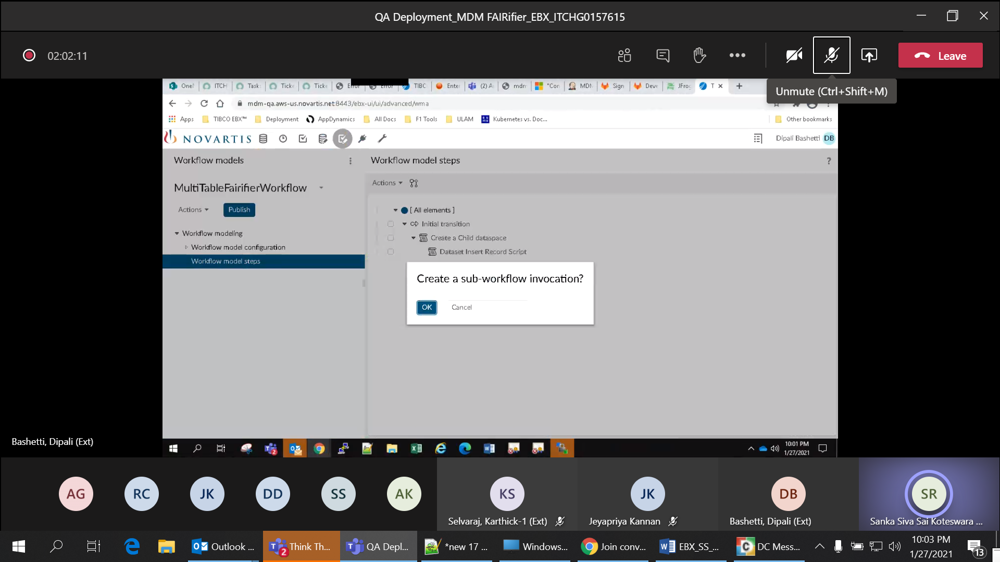 QA Deployment_MDM FAIRifier_EBX_ITCHG0157615
02:02:11
Leave
Unmute (Ctrl+Shift+M)
OneN ITCH Task: Ticke Ticke Error Error TIBC Ente (2) A mdn "Con MDN Sign Deve JFrog T
mdm-qa.aws-us.novartis.net:8443/ebx-ui/ui/advanced/wma
Apps TIBCO EBX™ Deployment AppDynamics All Docs F1 Tools ULAM Kubernetes vs. Doc... Other bookmarks
NOVARTIS
Dipali Bashetti DB
Workflow models
Workflow model steps
?
MultiTableFairifierWorkflow
Actions
Actions Publish
[ All elements ]
Initial transition
Workflow modeling
Create a Child dataspace
Workflow model configuration
Dataset Insert Record Script
Workflow model steps
Create a sub-workflow invocation?
OK Cancel
Bashetti, Dipali (Ext)
10:01 PM
1/27/2021
AG RC JK DD SS AK KS JK DB SR
Selvaraj, Karthick-1 (Ext) Jeyapriya Kannan Bashetti, Dipali (Ext) Sanka Siva Sai Koteswara ...
Outlook ... Think Th... 2 QA Depl... *new 17 ... Windows... Join conv... EBX_SS_... DC Mess...
10:03 PM
1/27/2021
13